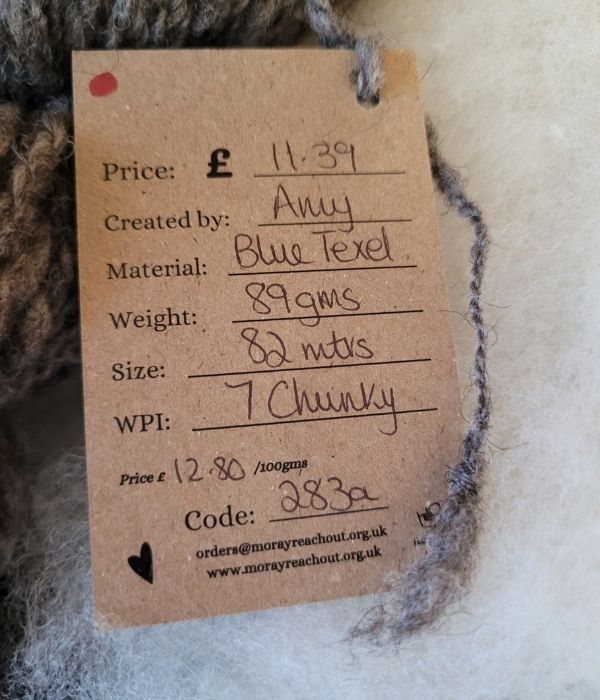 Price: £ 11.39
Created by: Amy
Material: Blue Texel.
Weight: 89gms
Size: 82 mtrs
WPI: 7 Chunky
Price £ 12.80 /100gms
Code: 283a
orders@morayreachout.org.uk
www.morayreachout.org.uk